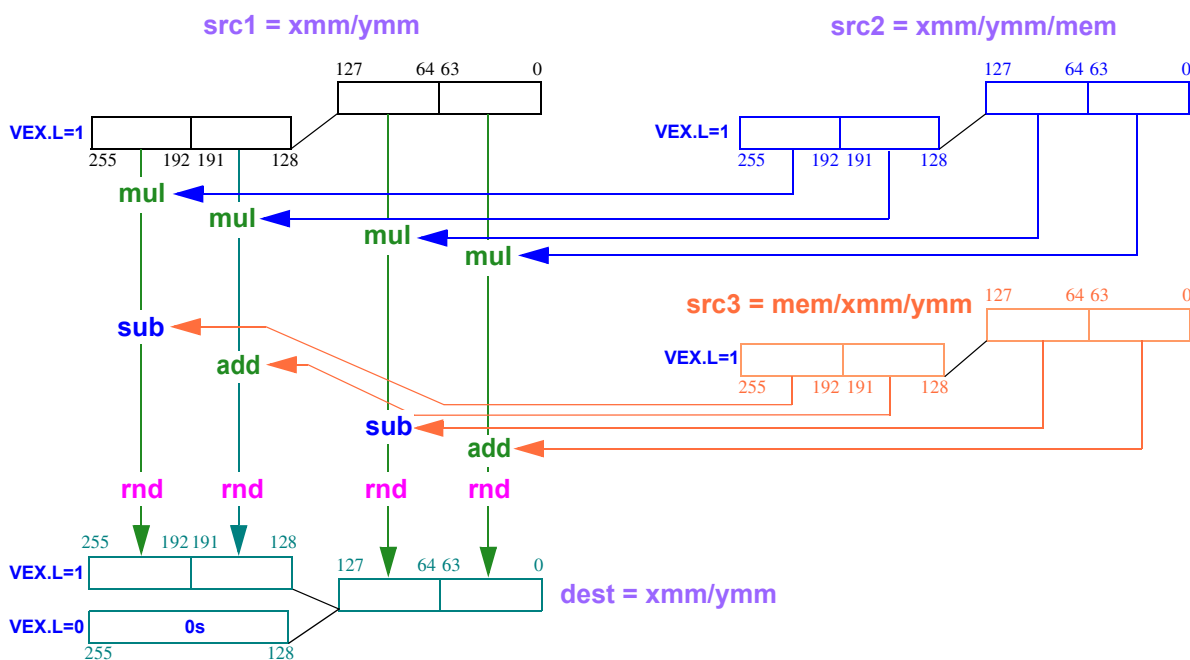 src1 = xmm/ymm
src2 = xmm/ymm/mem
127 64 63 0
127 64 63 0
VEX.L=1
VEX.L=1
255 192 191 128
255 192 191 128
mul
mul
mul
mul
src3 = mem/xmm/ymm
127 64 63 0
sub
add
VEX.L=1
255 192 191 128
sub
add
rnd rnd rnd rnd
255 192 191 128
127 64 63 0
VEX.L=1
dest = xmm/ymm
VEX.L=0
0s
255 128